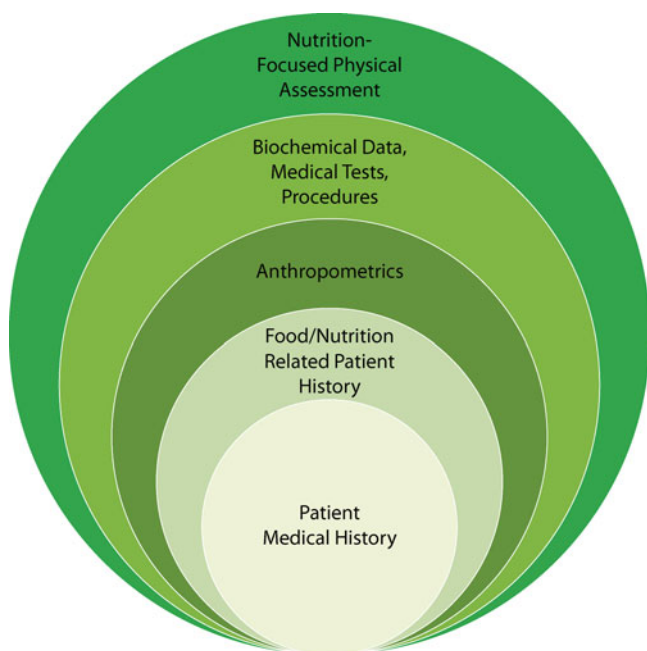 Nutrition-
Focused Physical
Assessment
Biochemical Data,
Medical Tests,
Procedures
Anthropometrics
Food/Nutrition
Related Patient
History
Patient
Medical History